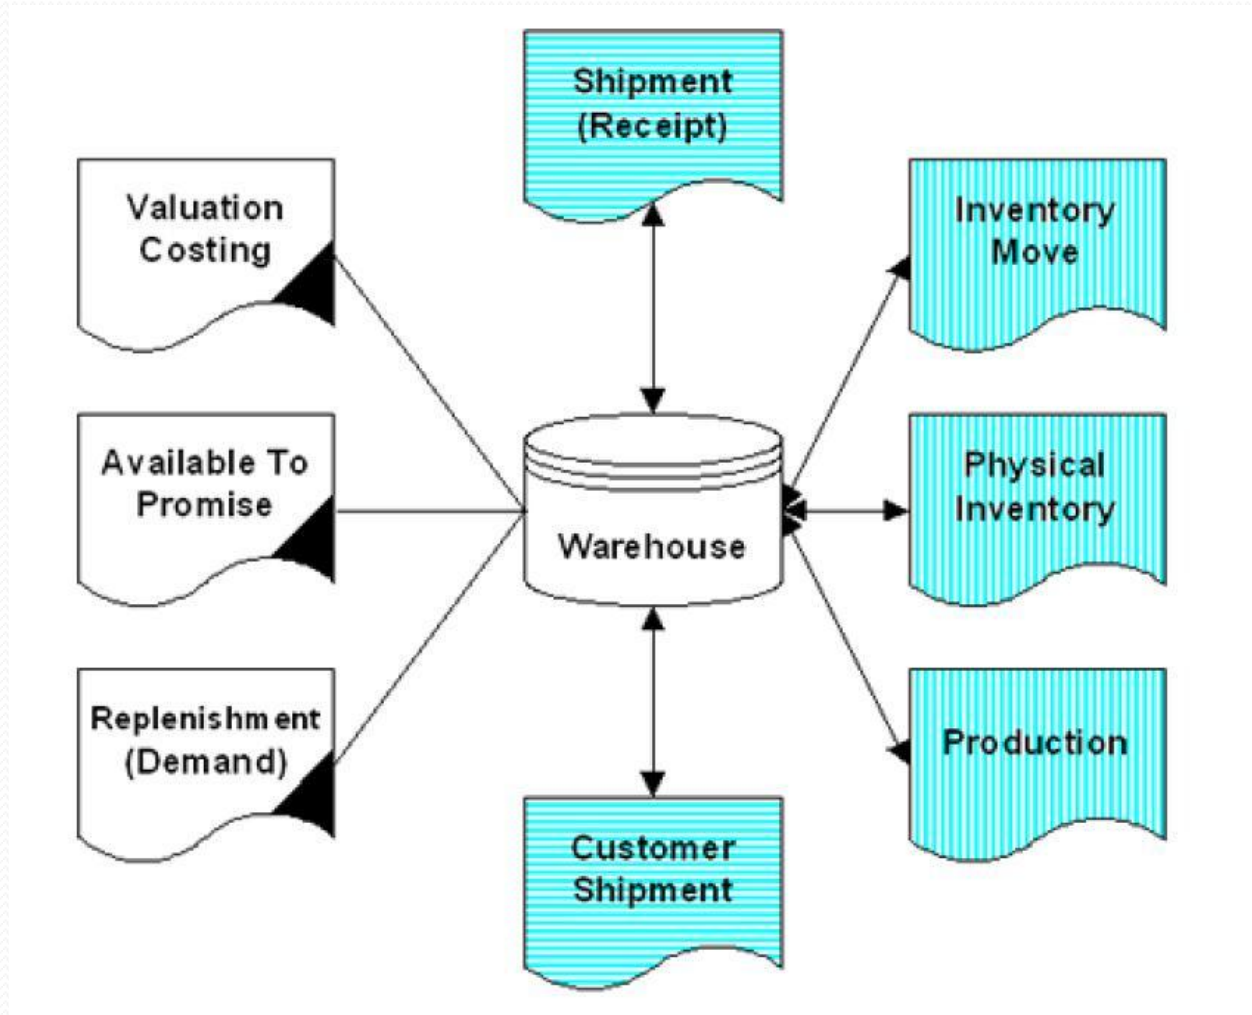 Shipment
(Receipt)
Valuation
Costing
Inventory
Move
Available To
Promise
Warehouse
Physical
Inventory
Replenishment
(Demand)
Production
Customer
Shipment